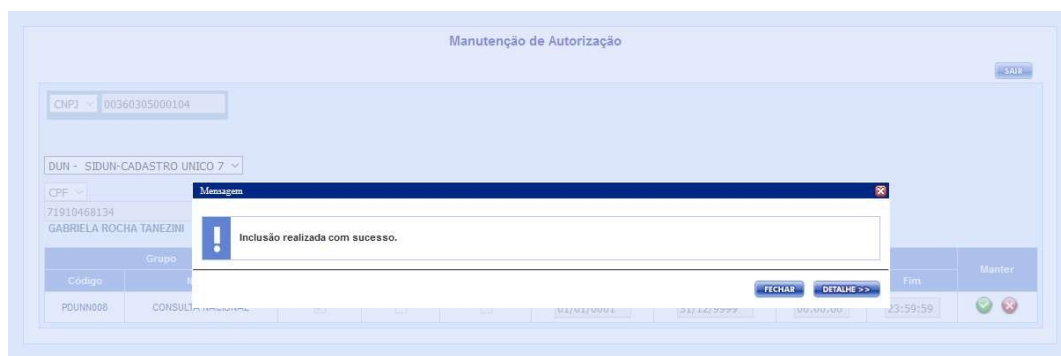 Manutenção de Autorização
SAIR
CNPJ 00360305000104
DUN - SIDUN-CADASTRO UNICO 7
CPF
71910468134
GABRIELA ROCHA TANEZINI
Mensagem
Inclusão realizada com sucesso.
FECHAR DETALHE >>
Grupo
Manter
Código Fim
PDUNN008 CONSULTA NACIONAL 01/01/0001 31/12/9999 00:00:00 23:59:59